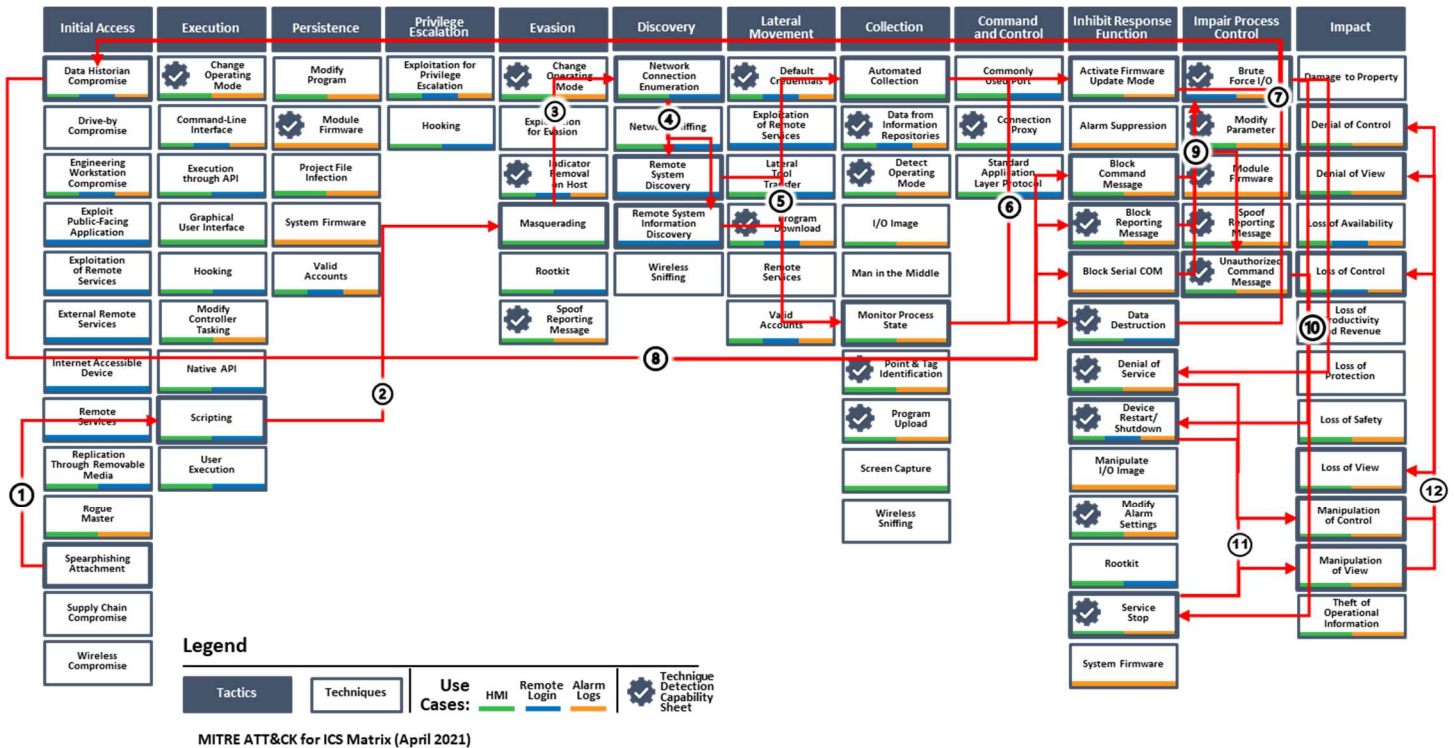 Initial Access
Execution
Persistence
Privilege
Escalation
Evasion
Discovery
Lateral
Movement
Collection
Command
and Control
Inhibit Response
Function
Impair Process
Control
Impact
Data Historian
Compromise
Drive-by
Compromise
Engineering
Workstation
Compromise
Exploit
Public-Facing
Application
Exploitation
of Remote
Services
External Remote
Services
Internet Accessible
Device
Remote
Services
Replication
Through Removable
Media
Rogue
Master
Spearphishing
Attachment
Supply Chain
Compromise
Wireless
Compromise
Change
Operating
Mode
Command-Line
Interface
Execution
through API
Graphical
User Interface
Hooking
Modify
Controller
Tasking
Native API
Scripting
User
Execution
Modify
Program
Module
Firmware
Project File
Infection
System Firmware
Valid
Accounts
Exploitation for
Privilege
Escalation
Hooking
Change
Operating
Mode
for Evasion
Indicator
Removal
on Host
Masquerading
Rootkit
Spoof
Reporting
Message
Network
Connection
Enumeration
Network Sniffing
Remote
System
Discovery
Remote System
Information
Discovery
Wireless
Sniffing
Default
Credentials
Exploitation
of Remote
Services
Lateral
Tool
Transfer
Program
Download
Remote
Services
Valid
Accounts
Automated
Collection
Data from
Information
Repositories
Detect
Operating
Mode
I/O Image
Man in the Middle
Monitor Process
State
Point & Tag
Identification
Program
Upload
Screen Capture
Wireless
Sniffing
Commonly
Used Port
Connection
Proxy
Standard
Application
Layer Protocol
Activate Firmware
Update Mode
Alarm Suppression
Block
Command
Message
Block
Reporting
Message
Block Serial COM
Data
Destruction
Denial of
Service
Device
Restart/
Shutdown
Manipulate
I/O Image
Modify
Alarm
Settings
Rootkit
Service
Stop
System Firmware
Brute
Force I/O
Modify
Parameter
Module
Firmware
Spoof
Reporting
Message
Unauthorized
Command
Message
Damage to Property
Denial of Control
Denial of View
Loss of Availability
Loss of Control
Loss of
and Revenue
Loss of
Protection
Loss of Safety
Loss of View
Manipulation
of Control
Manipulation
of View
Theft of
Operational
Information
1
2
3
4
5
6
7
8
9
10
11
12
Legend
Tactics
Techniques
Use
Cases:
HMI
Remote
Login
Alarm
Logs
Technique
Detection
Capability
Sheet
MITRE ATT&CK for ICS Matrix (April 2021)